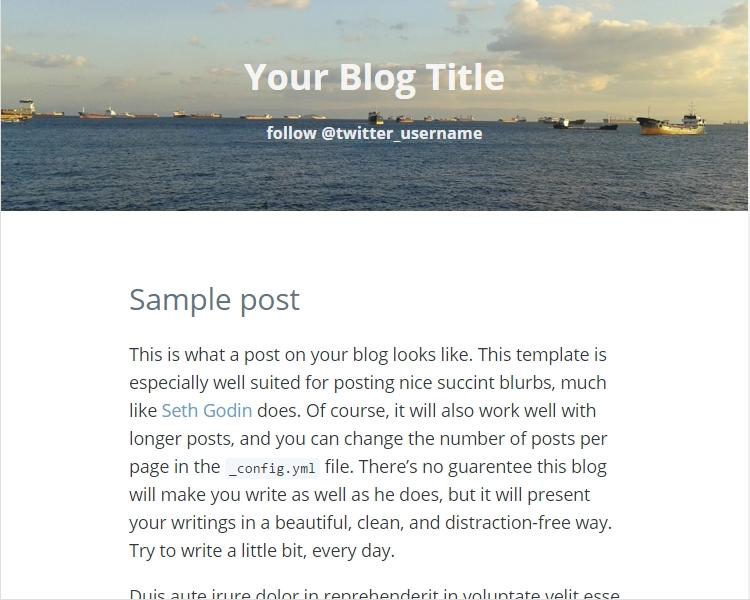 Your Blog Title
follow @twitter_username
Sample post
This is what a post on your blog looks like. This template is
especially well suited for posting nice succint blurbs, much
like Seth Godin does. Of course, it will also work well with
longer posts, and you can change the number of posts per
page in the _config.yml file. There’s no guarentee this blog
will make you write as well as he does, but it will present
your writings in a beautiful, clean, and distraction-free way.
Try to write a little bit, every day.
Duis aute irure dolor in reprehenderit in voluptate velit esse